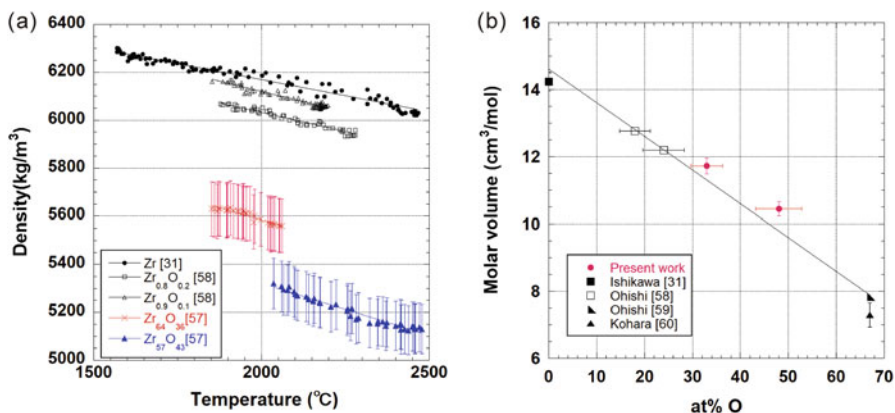 (a)
6400
6200
6000
5800
5600
5400
5200
5000
Density(kg/m³)
Zr [31]
Zr₀.₈O₀.₂ [58]
Zr₀.₉O₀.₁ [58]
Zr₆₄O₃₆[57]
Zr₅₇O₄₃[57]
1500 2000 2500
Temperature (°C)
(b)
16
14
12
10
8
6
Molar volume (cm³/mol)
Present work
Ishikawa [31]
Ohishi [58]
Ohishi [59]
Kohara [60]
0 10 20 30 40 50 60 70
at% O